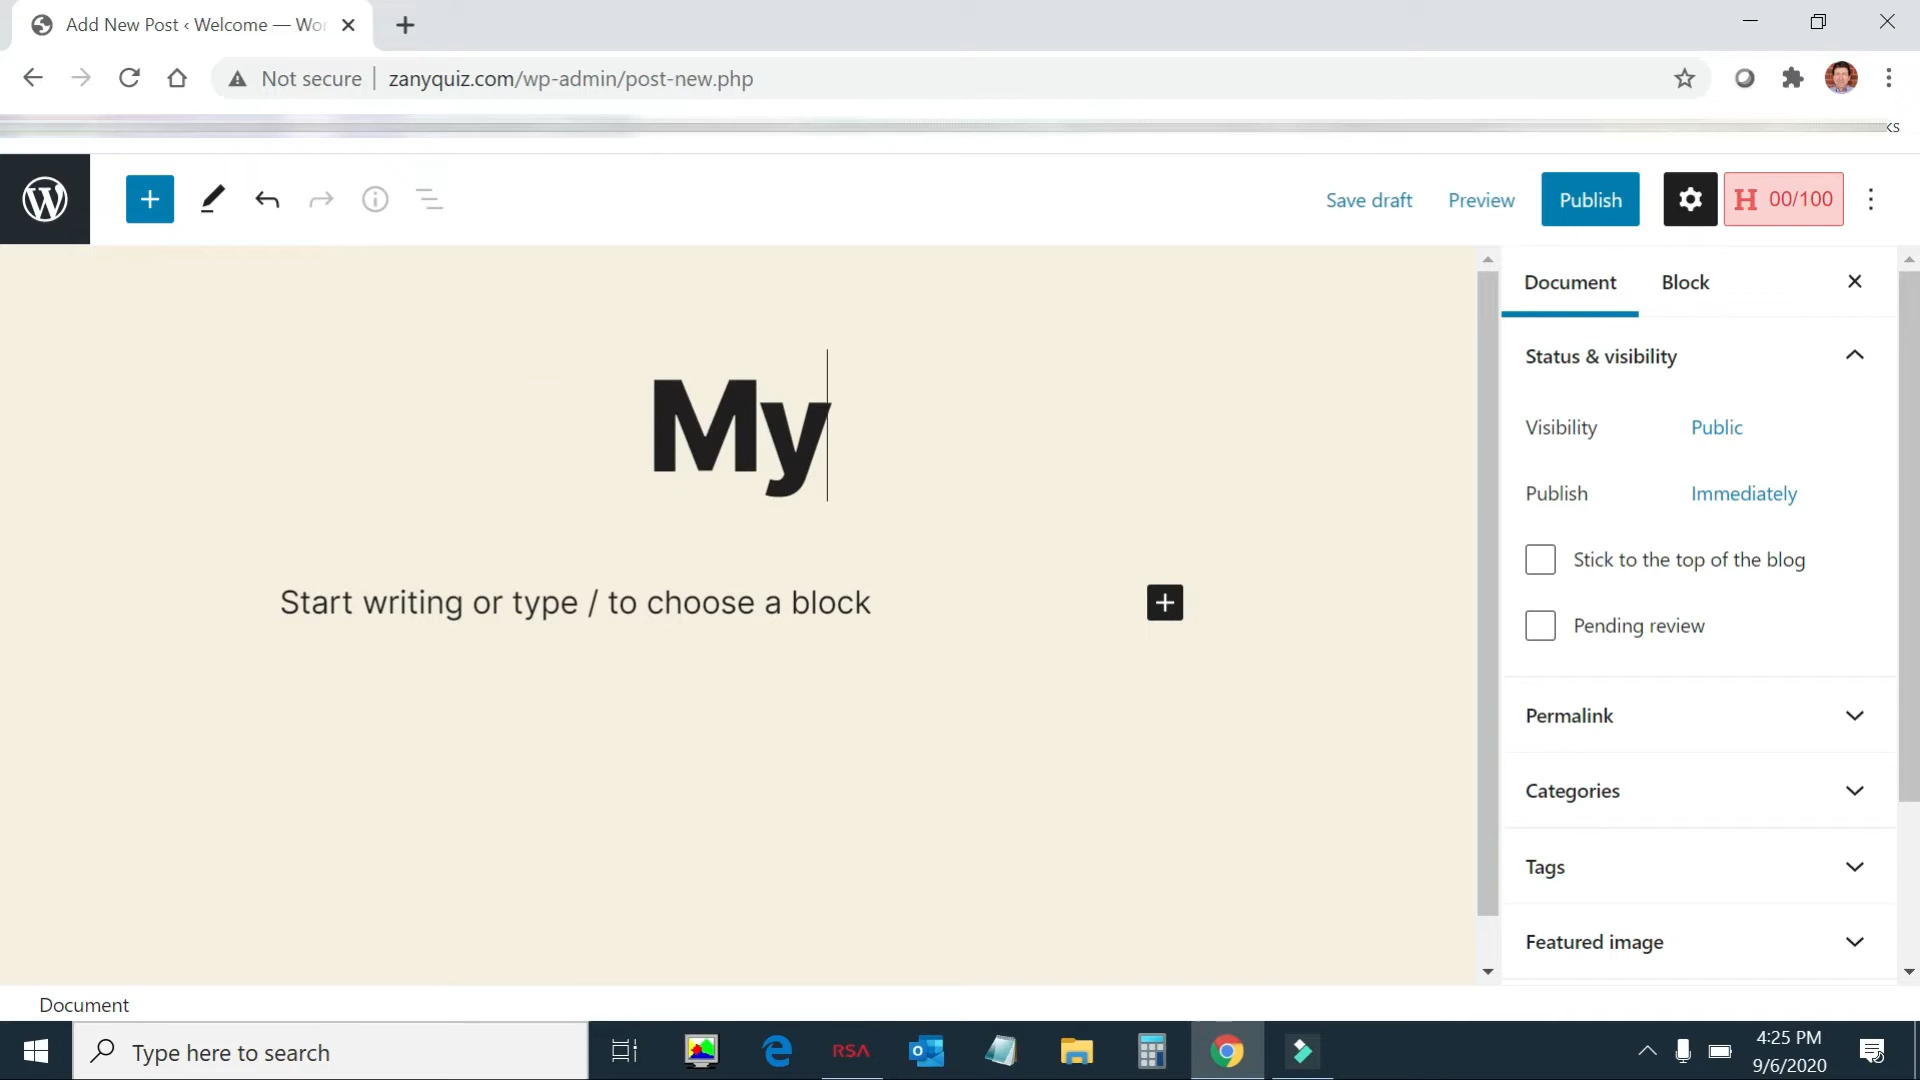 Add New Post ‹ Welcome — Wor
Not secure | zanyquiz.com/wp-admin/post-new.php
ks
Save draft
Preview
Publish
H 00/100
Document
Block
My
Status & visibility
Visibility
Public
Publish
Immediately
Stick to the top of the blog
Pending review
Start writing or type / to choose a block
Permalink
Categories
Tags
Featured image
Document
Type here to search
RSA
4:25 PM
9/6/2020